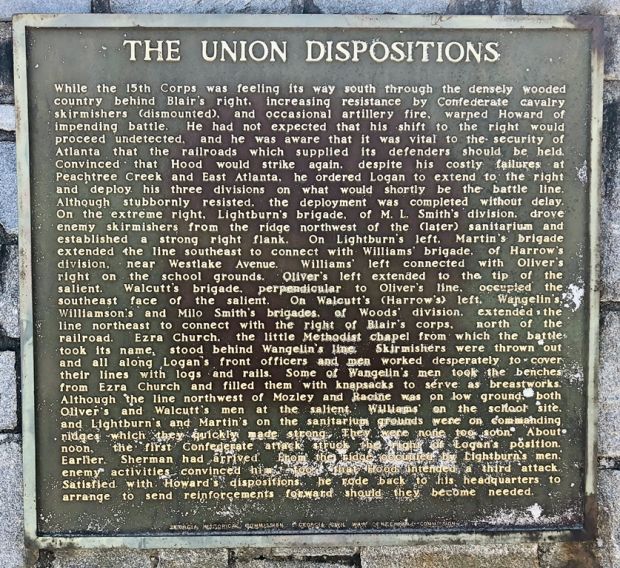 THE UNION DISPOSITIONS
While the 15th Corps was feeling its way south through the densely wooded
country behind Blair's right, increasing resistance by Confederate cavalry
skirmishers (dismounted), and occasional artillery fire, warned Howard of
impending battle. He had not expected that his shift to the right would
proceed undetected, and he was aware that it was vital to the security of
Atlanta that the railroads which supplied its defenders should be held.
Convinced that Hood would strike again, despite his costly failures at
Peachtree Creek and East Atlanta, he ordered Logan to extend to the right
and deploy his three divisions on what would shortly be the battle line.
Although stubbornly resisted, the deployment was completed without delay.
On the extreme right, Lightburn's brigade, of M. L. Smith's division, drove
enemy skirmishers from the ridge northwest of the (later) sanitarium and
established a strong right flank. On Lightburn's left, Martin's brigade
extended the line southeast to connect with Williams' brigade, of Harrow's
division, near Westlake Avenue. Williams' left connected with Oliver's
right on the school grounds. Oliver's left extended to the tip of the
salient. Walcutt's brigade, perpendicular to Oliver's line, occupied the
southeast face of the salient. On Walcutt's (Harrow's) left, Wangelin's,
Williamson's and Milo Smith's brigades, of Woods' division, extended the
line northeast to connect with the right of Blair's corps, north of the
railroad. Ezra Church, the little Methodist chapel from which the battle
took its name, stood behind Wangelin's line. Skirmishers were thrown out
and all along Logan's front officers and men worked desperately to cover
their lines with logs and rails. Some of Wangelin's men took the benches
from Ezra Church and filled them with knapsacks to serve as breastworks.
Although the line northwest of Mozley and Racine was on low ground, both
Oliver's and Walcutt's men at the salient, Williams' on the school site,
and Lightburn's and Martin's on the sanitarium grounds were on commanding
ridges which they quickly made strong. They were none too soon. About
noon, the first Confederate attack struck the right of Logan's position.
Earlier, Sherman had arrived. From the ridge occupied by Lightburn's men,
enemy activities convinced him that Hood intended a third attack.
Satisfied with Howard's dispositions, he rode back to his headquarters to
arrange to send reinforcements forward should they become needed.
GEORGIA HISTORICAL COMMISSION GEORGIA CIVIL WAR CENTENNIAL COMMISSION